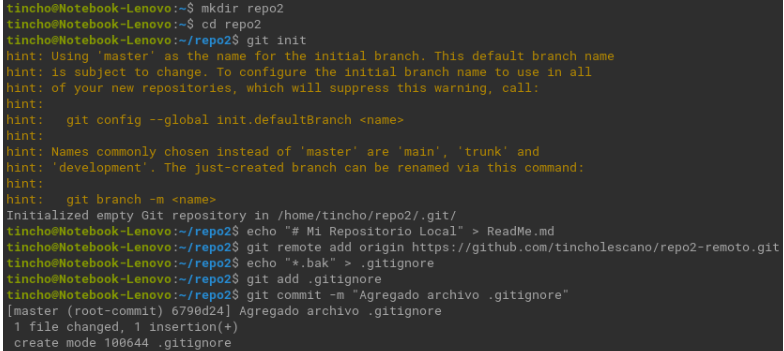 tincho@Notebook-Lenovo:~$ mkdir repo2
tincho@Notebook-Lenovo:~$ cd repo2
tincho@Notebook-Lenovo:~/repo2$ git init
hint: Using 'master' as the name for the initial branch. This default branch name
hint: is subject to change. To configure the initial branch name to use in all
hint: of your new repositories, which will suppress this warning, call:
hint:
hint:   git config --global init.defaultBranch <name>
hint:
hint: Names commonly chosen instead of 'master' are 'main', 'trunk' and
hint: 'development'. The just-created branch can be renamed via this command:
hint:
hint:   git branch -m <name>
Initialized empty Git repository in /home/tincho/repo2/.git/
tincho@Notebook-Lenovo:~/repo2$ echo "# Mi Repositorio Local" > ReadMe.md
tincho@Notebook-Lenovo:~/repo2$ git remote add origin https://github.com/tincholescano/repo2-remoto.git
tincho@Notebook-Lenovo:~/repo2$ echo "*.bak" > .gitignore
tincho@Notebook-Lenovo:~/repo2$ git add .gitignore
tincho@Notebook-Lenovo:~/repo2$ git commit -m "Agregado archivo .gitignore"
[master (root-commit) 6790d24] Agregado archivo .gitignore
 1 file changed, 1 insertion(+)
 create mode 100644 .gitignore